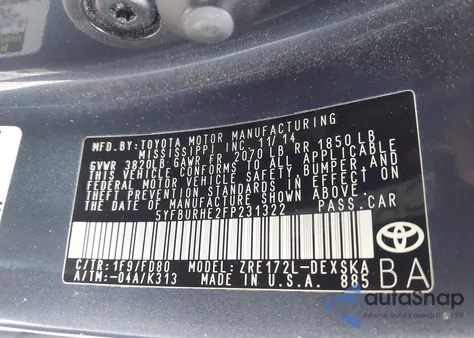 MFD.BY: TOYOTA MOTOR MANUFACTURING
MISSISSIPPI, INC. 11/14
GVWR 3820LB GAWR FR 2070 LB RR 1850LB
THIS VEHICLE CONFORMS TO ALL APPLICABLE
FEDERAL MOTOR VEHICLE SAFETY, BUMPER, AND
THEFT PREVENTION STANDARDS IN EFFECT ON
THE DATE OF MANUFACTURE SHOWN ABOVE.
5YFBURHE2FP231322 PASS.CAR
C/TR: 1F9/FD80 MODEL: ZRE172L-DEXSKA
A/TM: -04A/K313 MADE IN U.S.A. 885
BA
autosnap